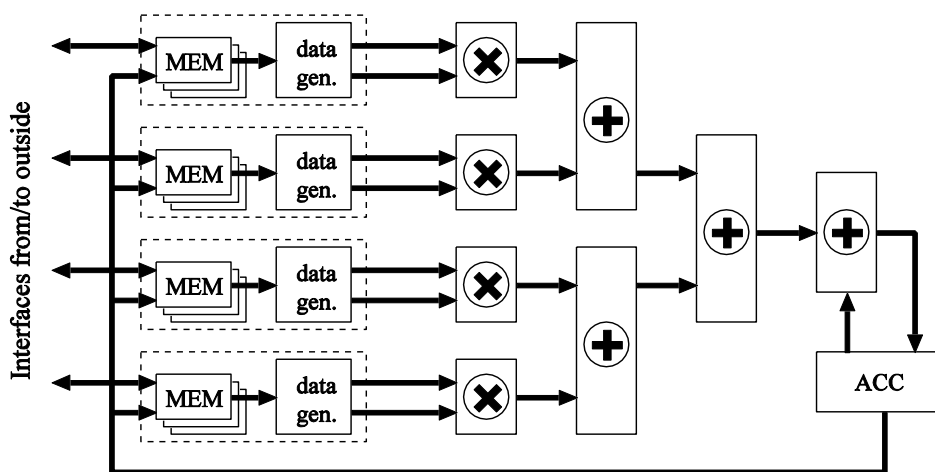 Interfaces from/to outside
MEM
data
gen.
MEM
data
gen.
MEM
data
gen.
MEM
data
gen.
ACC